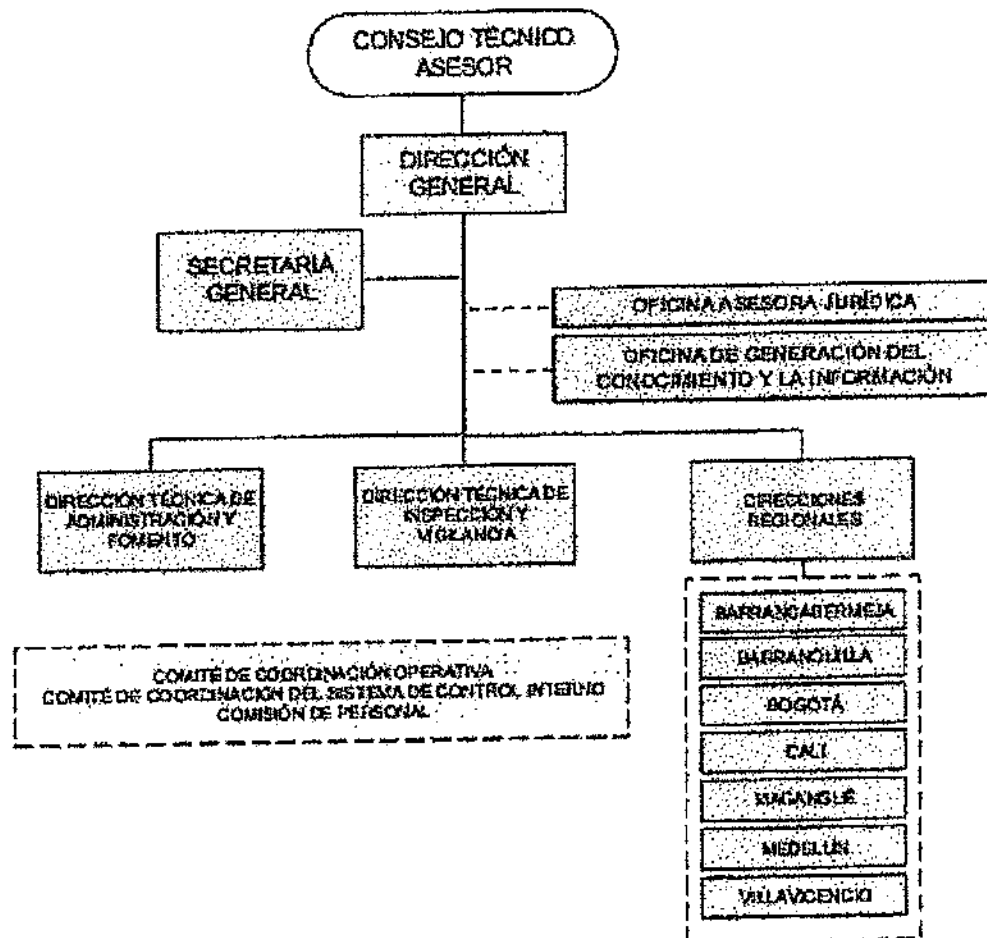 CONSEJO TÉCNICO
ASESOR
DIRECCIÓN
GENERAL
SECRETARIA
GENERAL
OFICINA ASESORA JURÍDICA
OFICINA DE GENERACIÓN DEL
CONOCIMIENTO Y LA INFORMACIÓN
DIRECCIÓN TÉCNICA DE
ADMINISTRACIÓN Y
FOMENTO
DIRECCIÓN TÉCNICA DE
INSPECCIÓN Y
VIGILANCIA
DIRECCIONES
REGIONALES
BARRANCABERMEJA
BARRANQUILLA
BOGOTÁ
CALI
MAGANGUÉ
MEDELLÍN
VILLAVICENCIO
COMITÉ DE COORDINACIÓN OPERATIVA
COMITÉ DE COORDINACIÓN DEL SISTEMA DE CONTROL INTERNO
COMISIÓN DE PERSONAL